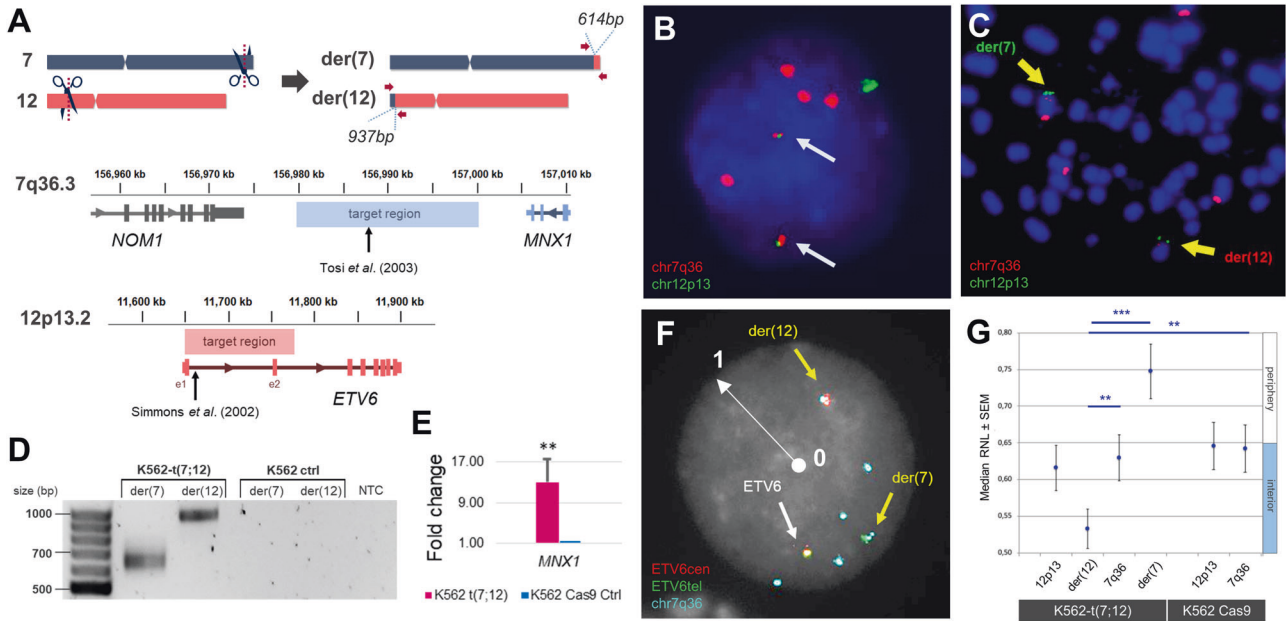 A
7
12
der(7)
der(12)
614bp
937bp
7q36.3
156,960 kb
156,970 kb
156,980 kb
156,990 kb
157,000 kb
157,010 kb
target region
NOM1
MNX1
Tosi et al. (2003)
12p13.2
11,600 kb
11,700 kb
11,800 kb
11,900 kb
target region
e1
e2
ETV6
Simmons et al. (2002)
B
chr7q36
chr12p13
C
der(7)
der(12)
chr7q36
chr12p13
D
K562-t(7;12)
K562 ctrl
size (bp)
der(7)
der(12)
der(7)
der(12)
NTC
1000
700
500
E
**
Fold change
17.00
9.00
1.00
MNX1
K562 t(7;12)
K562 Cas9 Ctrl
F
der(12)
1
0
ETV6
der(7)
ETV6cen
ETV6tel
chr7q36
G
***
**
**
Median RNL ± SEM
0,80
0,75
0,70
0,65
0,60
0,55
0,50
periphery
interior
12p13
der(12)
7q36
der(7)
12p13
7q36
K562-t(7;12)
K562 Cas9